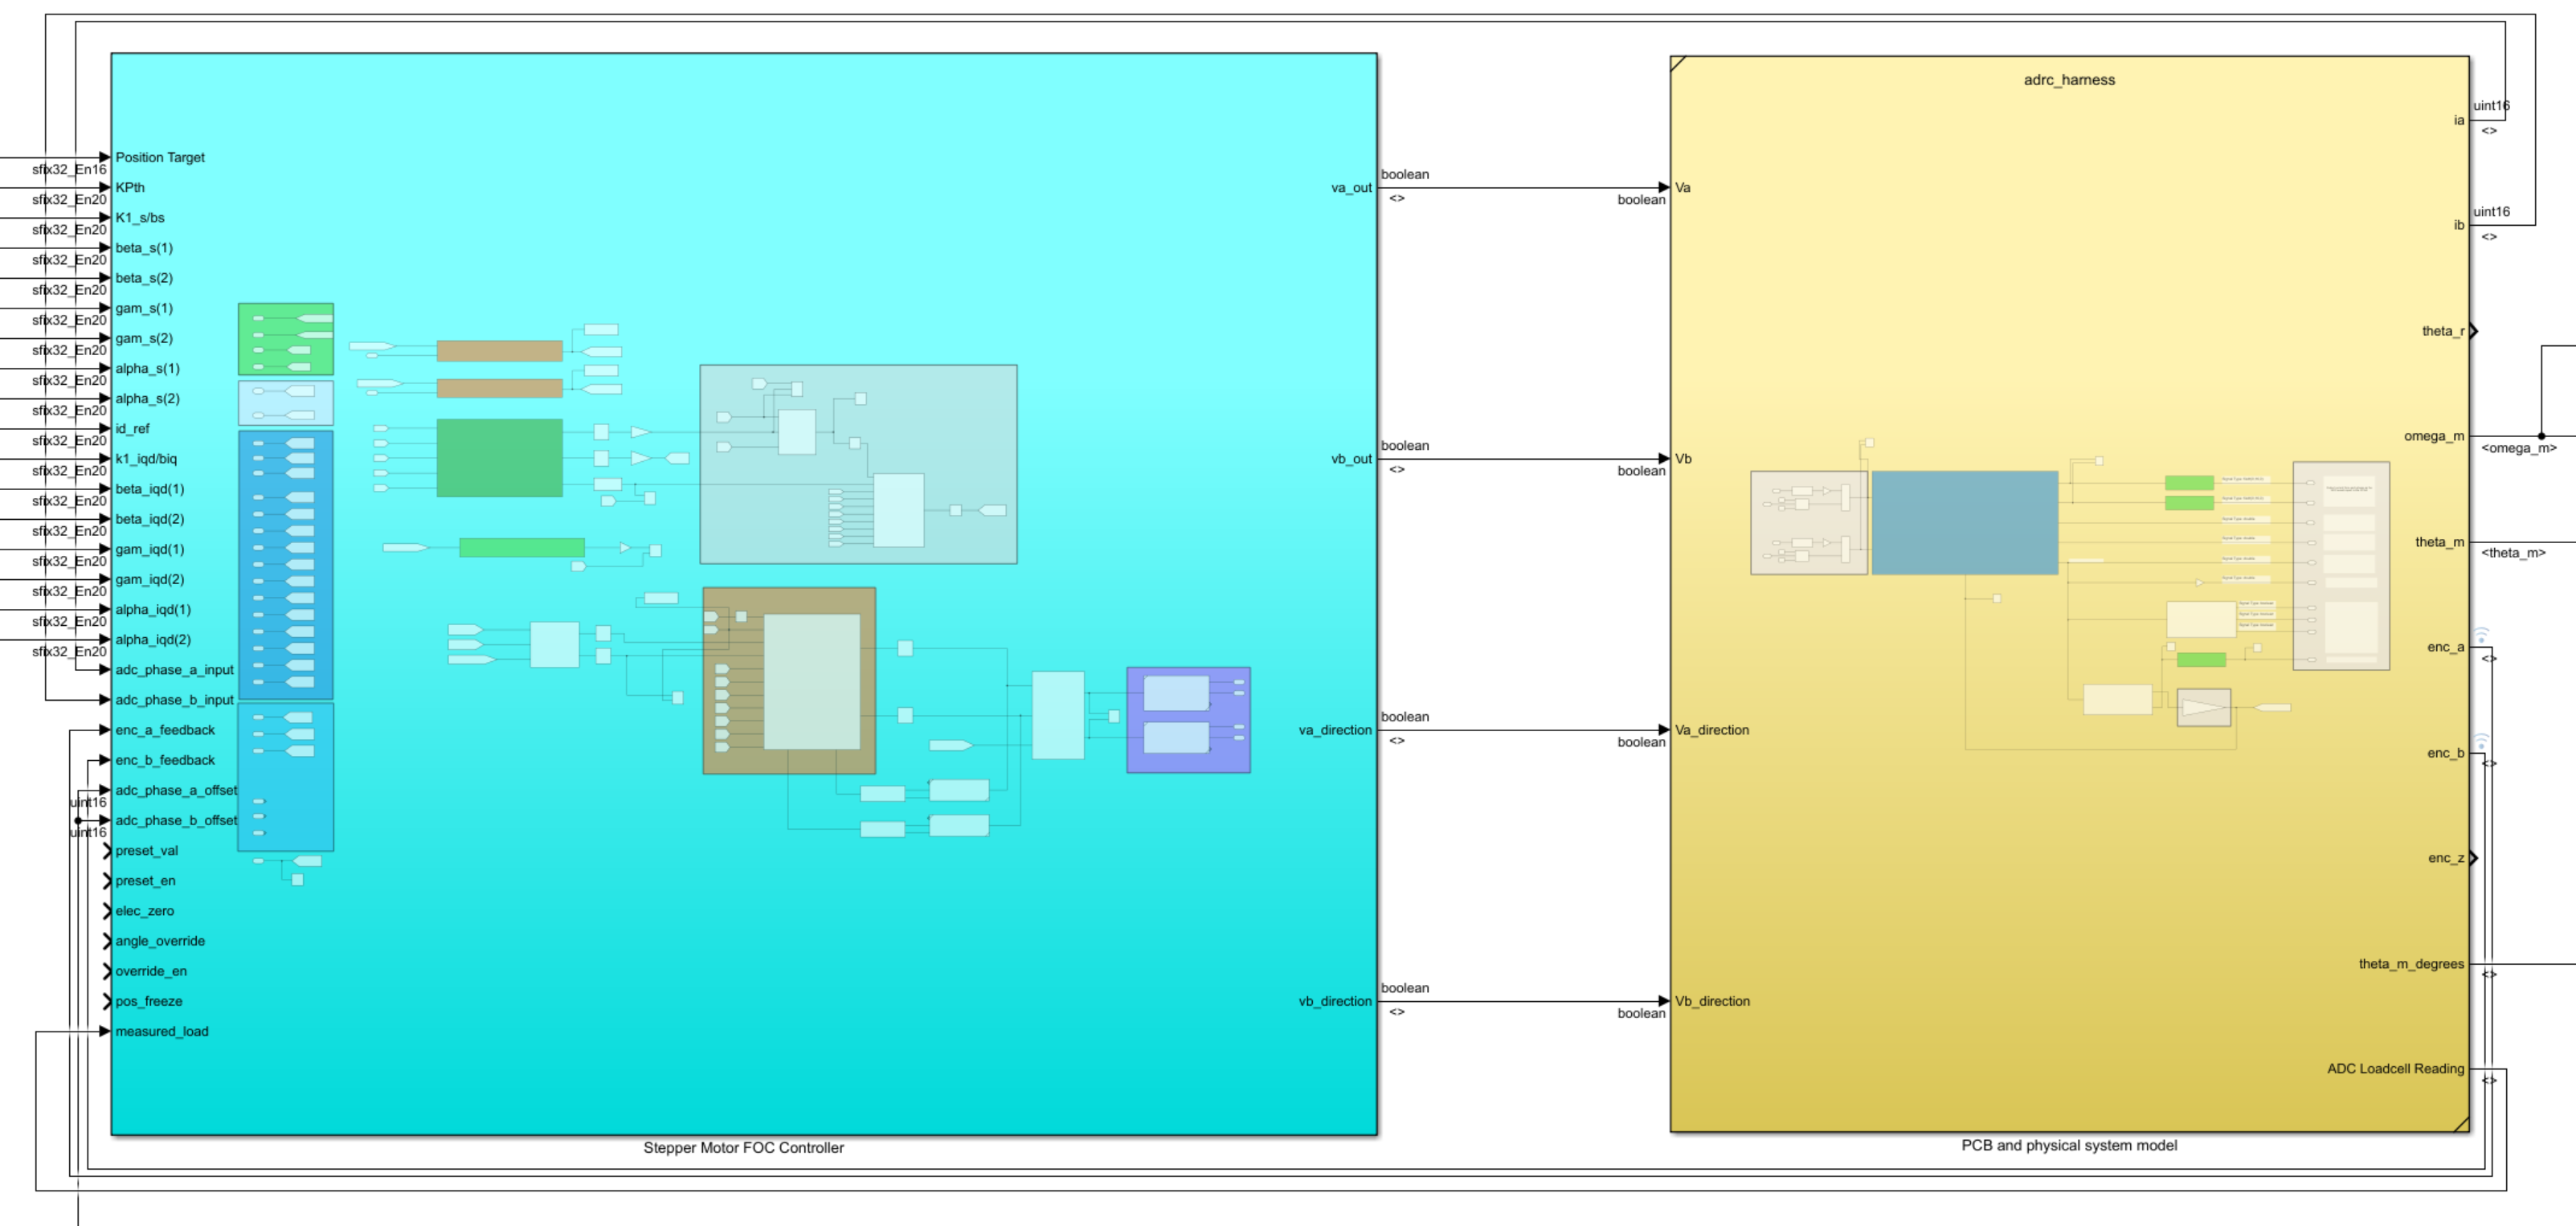 Position Target
sfix32_En16
KPth
sfix32_En20
K1_s/bs
sfix32_En20
beta_s(1)
sfix32_En20
beta_s(2)
sfix32_En20
gam_s(1)
sfix32_En20
gam_s(2)
sfix32_En20
alpha_s(1)
sfix32_En20
alpha_s(2)
sfix32_En20
id_ref
sfix32_En20
k1_iqd/biq
sfix32_En20
beta_iqd(1)
sfix32_En20
beta_iqd(2)
sfix32_En20
gam_iqd(1)
sfix32_En20
gam_iqd(2)
sfix32_En20
alpha_iqd(1)
sfix32_En20
alpha_iqd(2)
sfix32_En20
adc_phase_a_input
adc_phase_b_input
enc_a_feedback
enc_b_feedback
adc_phase_a_offset
uint16
adc_phase_b_offset
uint16
preset_val
preset_en
elec_zero
angle_override
override_en
pos_freeze
measured_load
va_out
boolean
<>
vb_out
boolean
<>
va_direction
boolean
<>
vb_direction
boolean
<>
Stepper Motor FOC Controller
adrc_harness
Va
boolean
Vb
boolean
Va_direction
boolean
Vb_direction
boolean
ia
uint16
<>
ib
uint16
<>
theta_r
omega_m
<omega_m>
theta_m
<theta_m>
enc_a
<>
enc_b
<>
enc_z
theta_m_degrees
<>
ADC Loadcell Reading
<>
PCB and physical system model